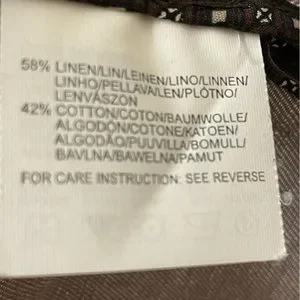 58% LINEN/LIN/LEINEN/LINO/LINNEN/
LINHO/PELLAVA/LEN/PLÓTNO/
LENVÁSZON
42% COTTON/COTON/BAUMWOLLE/
ALGODÓN/COTONE/KATOEN/
ALGODÃO/PUUVILLA/BOMULL/
BAVLNA/BAWELNA/PAMUT
FOR CARE INSTRUCTION: SEE REVERSE